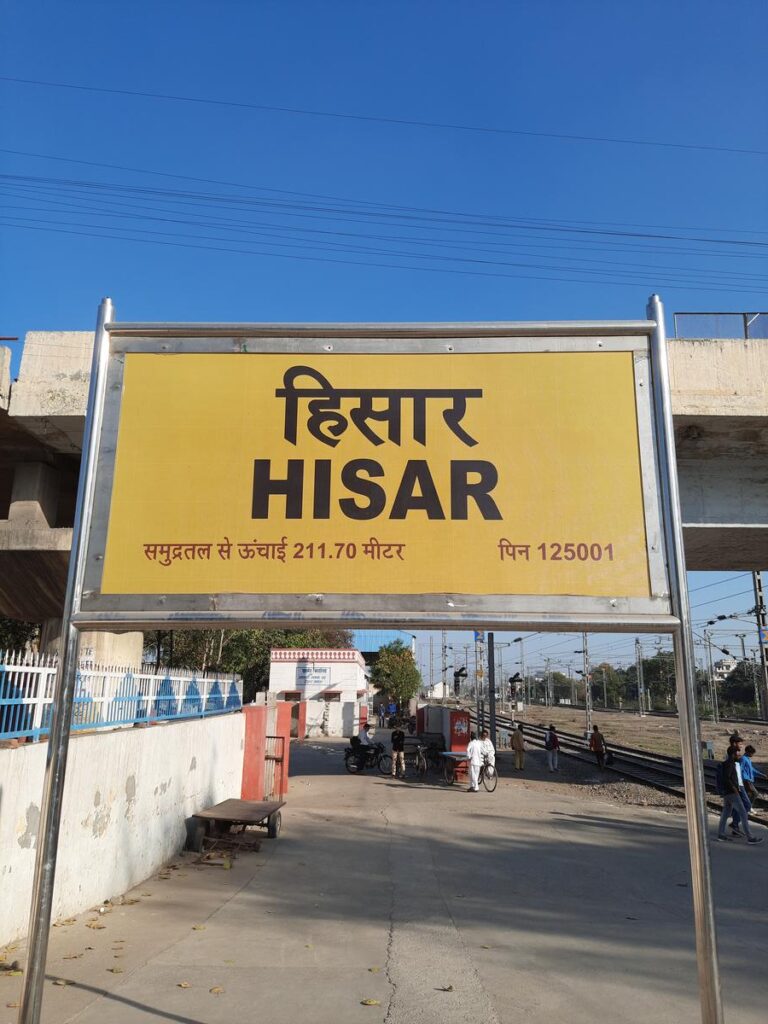 हिसार
HISAR
समुद्रतल से ऊंचाई 211.70 मीटर
पिन 125001